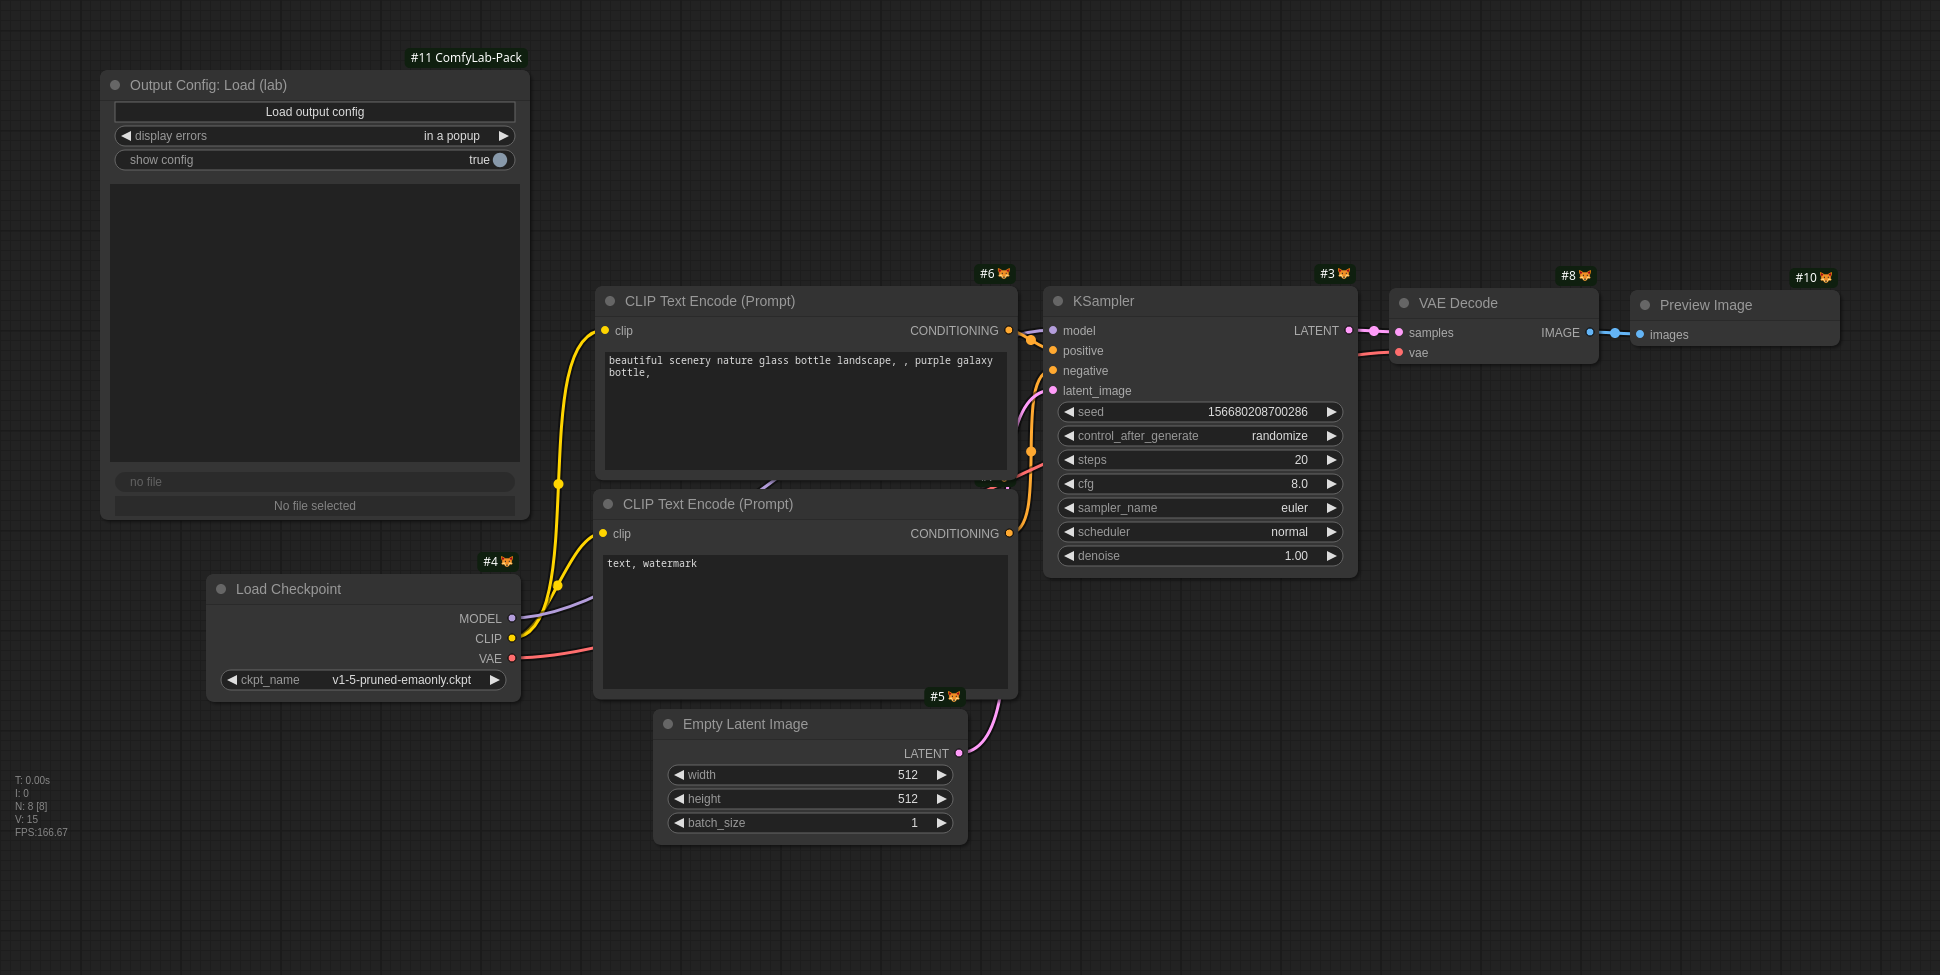 #11 ComfyLab-Pack
Output Config: Load (lab)
Load output config
display errors in a popup
show config true
no file
No file selected
#4
Load Checkpoint
MODEL
CLIP
VAE
ckpt_name v1-5-pruned-emaonly.ckpt
#6
CLIP Text Encode (Prompt)
clip CONDITIONING
beautiful scenery nature glass bottle landscape, , purple galaxy
bottle,
CLIP Text Encode (Prompt)
clip CONDITIONING
text, watermark
#5
Empty Latent Image
LATENT
width 512
height 512
batch_size 1
#3
KSampler
model LATENT
positive
negative
latent_image
seed 156680208700286
control_after_generate randomize
steps 20
cfg 8.0
sampler_name euler
scheduler normal
denoise 1.00
#8
VAE Decode
samples IMAGE
vae
#10
Preview Image
images
T: 0.00s
I: 0
N: 8 [8]
V: 15
FPS:166.67